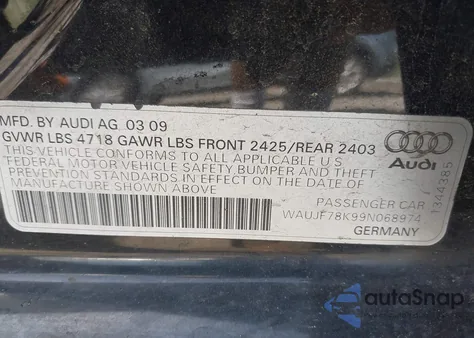 MFD. BY AUDI AG 03 09
GVWR LBS 4718 GAWR LBS FRONT 2425/REAR 2403
THIS VEHICLE CONFORMS TO ALL APPLICABLE U S
FEDERAL MOTOR VEHICLE SAFETY BUMPER AND THEFT
PREVENTION STANDARDS IN EFFECT ON THE DATE OF
MANUFACTURE SHOWN ABOVE
Audi
PASSENGER CAR
WAUJF78K99N068974
GERMANY
1344385
autoSnap